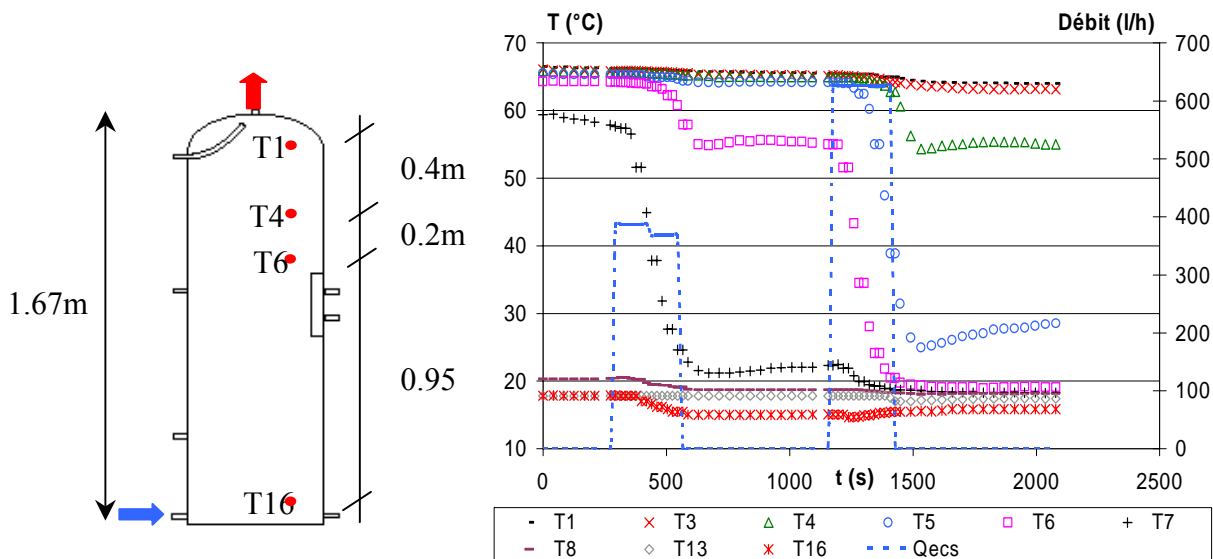 T1
T4
T6
T16
1.67m
0.4m
0.2m
0.95
T (°C)
Débit (l/h)
70
60
50
40
30
20
10
700
600
500
400
300
200
100
0
0
500
1000
1500
2000
2500
t (s)
T1
T3
T4
T5
T6
T7
T8
T13
T16
Qecs